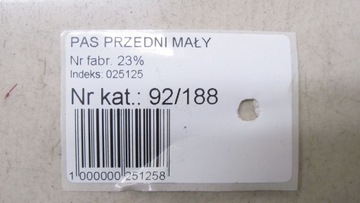 PAS PRZEDNI MAŁY
Nr fabr. 23%
Indeks: 025125
Nr kat.: 92/188
1 000000 251258